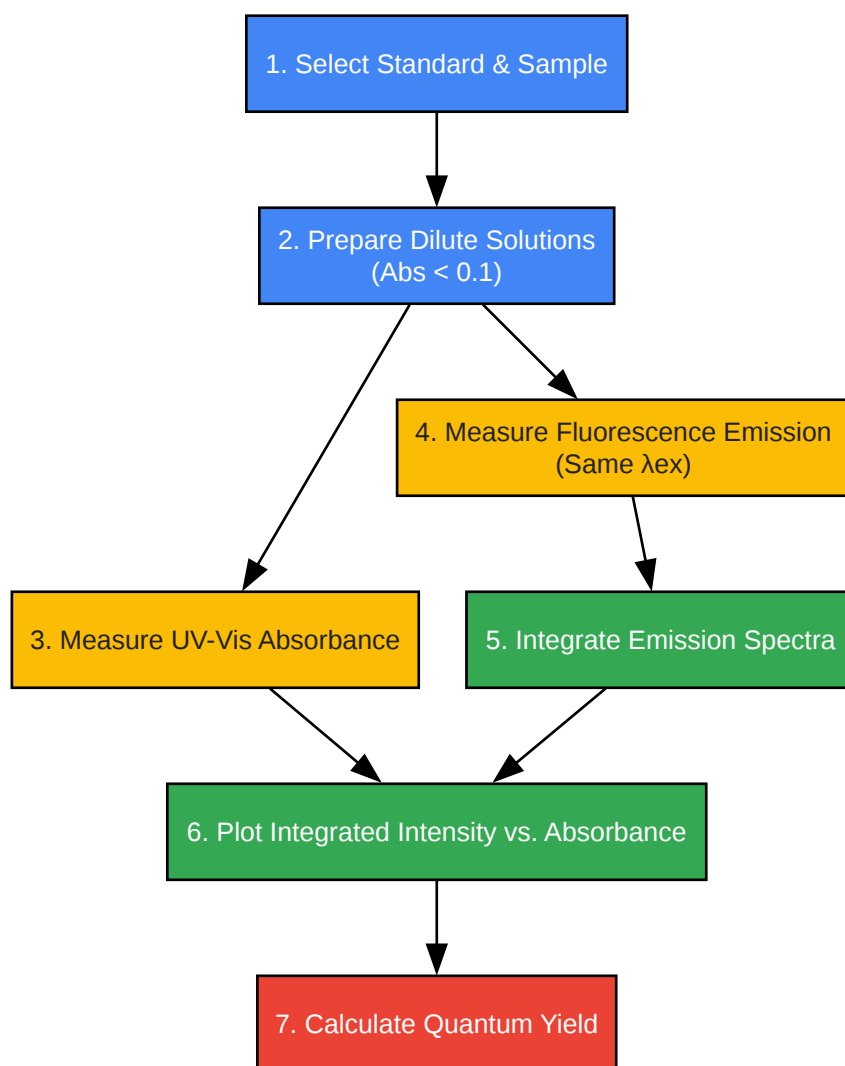 1. Select Standard & Sample
2. Prepare Dilute Solutions
(Abs < 0.1)
4. Measure Fluorescence Emission
(Same λex)
3. Measure UV-Vis Absorbance
5. Integrate Emission Spectra
6. Plot Integrated Intensity vs. Absorbance
7. Calculate Quantum Yield